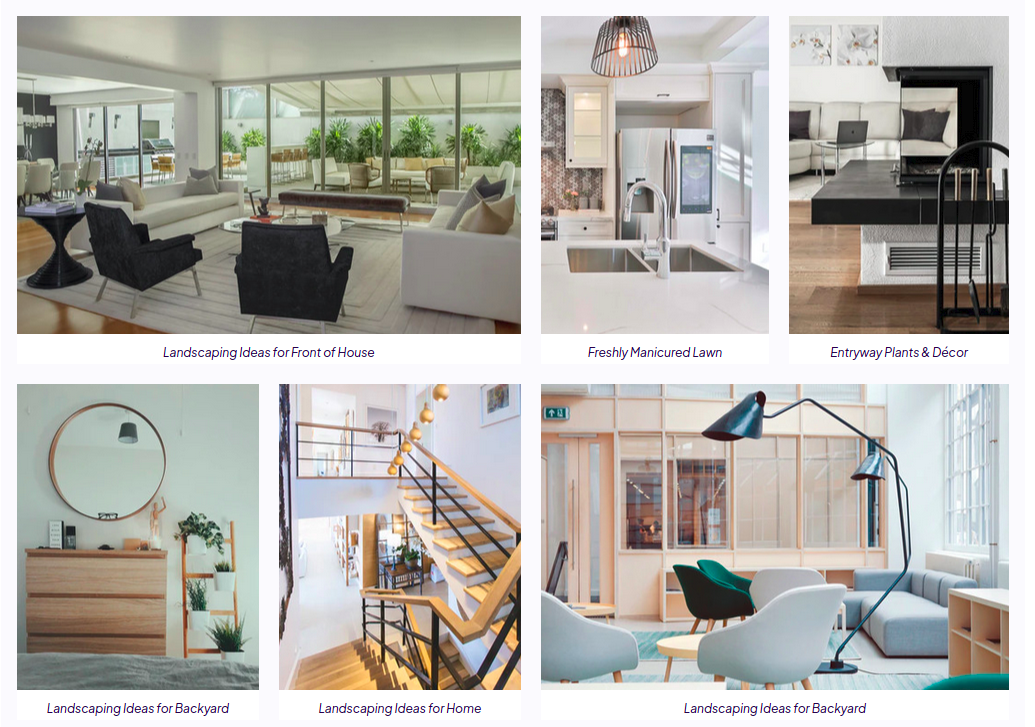 Landscaping Ideas for Front of House
Freshly Manicured Lawn
Entryway Plants & Décor
Landscaping Ideas for Backyard
Landscaping Ideas for Home
Landscaping Ideas for Backyard